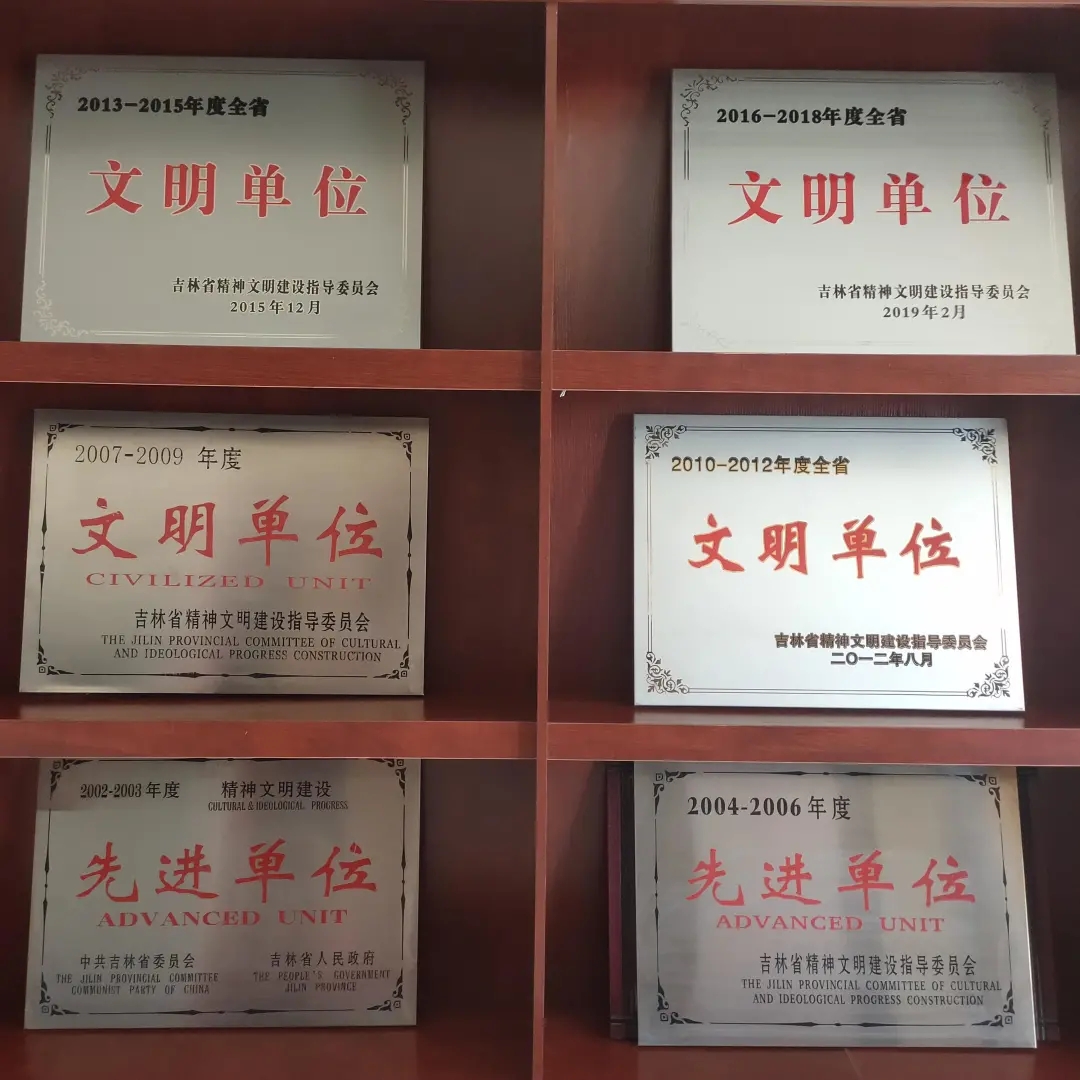 2013-2015年度全省
文明单位
吉林省精神文明建设指导委员会
2015年12月
2016-2018年度全省
文明单位
吉林省精神文明建设指导委员会
2019年2月
2007-2009 年度
文明单位
CIVILIZED UNIT
吉林省精神文明建设指导委员会
THE JILIN PROVINCIAL COMMITTEE OF CULTURAL
AND IDEOLOGICAL PROGRESS CONSTRUCTION
2010-2012年度全省
文明单位
吉林省精神文明建设指导委员会
二〇一二年八月
2002-2003年度 精神文明建设
CULTURAL & IDEOLOGICAL PROGRESS
先进单位
ADVANCED UNIT
中共吉林省委员会
THE JILIN PROVINCIAL COMMITTEE
COMMUNIST PARTY OF CHINA
吉林省人民政府
THE PEOPLE'S GOVERNMENT
JILIN PROVINCE
2004-2006年度
先进单位
ADVANCED UNIT
吉林省精神文明建设指导委员会
THE JILIN PROVINCIAL COMMITTEE OF CULTURAL
AND IDEOLOGICAL PROGRESS CONSTRUCTION